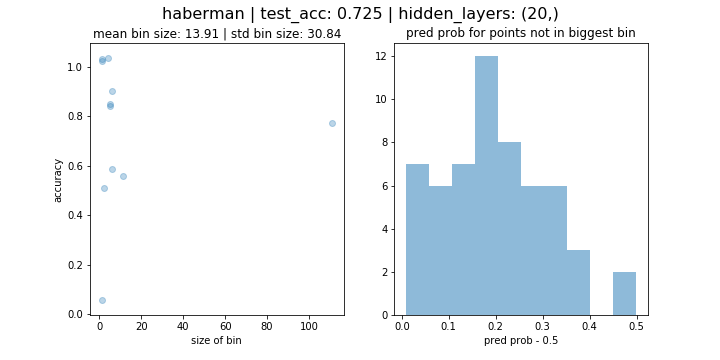 haberman | test_acc: 0.725 | hidden_layers: (20,)
mean bin size: 13.91 | std bin size: 30.84
1.0
0.8
0.6
0.4
0.2
0.0
accuracy
0 20 40 60 80 100
size of bin
pred prob for points not in biggest bin
12
10
8
6
4
2
0
0.0 0.1 0.2 0.3 0.4 0.5
pred prob - 0.5